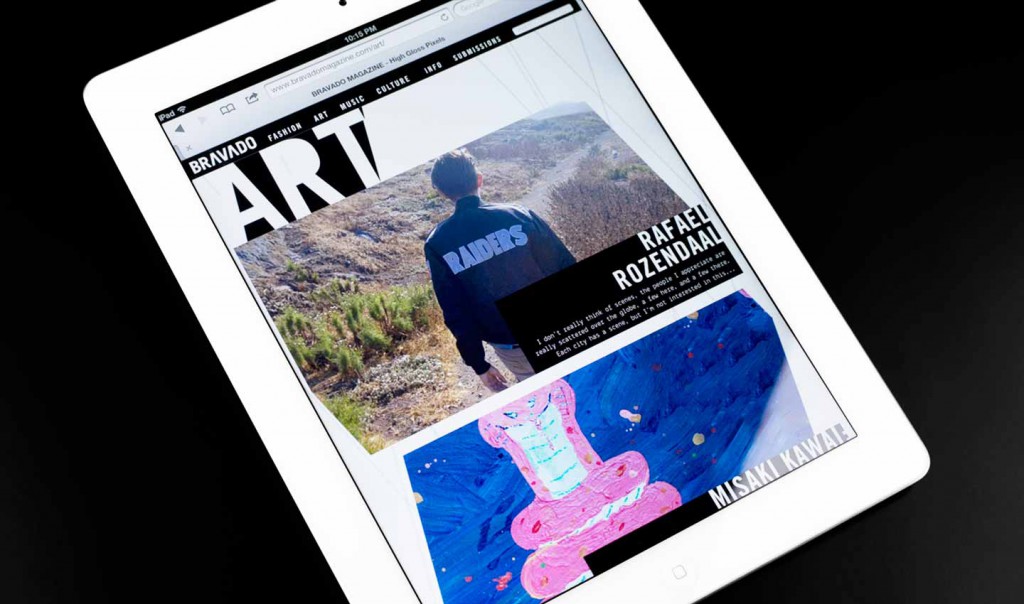 iPad
10:15 PM
www.bravadomagazine.com/art/
Google
BRAVADO MAGAZINE - High Gloss Pixels
BRAVADO FASHION ART MUSIC CULTURE INFO SUBMISSIONS
ART
RAIDERS
RAFAEL
ROZENDAAL
I don't really think of scenes, the people I appreciate are
really scattered over the globe, a few here, and a few there.
Each city has a scene, but I'm not interested in this...
MISAKI KAWAI